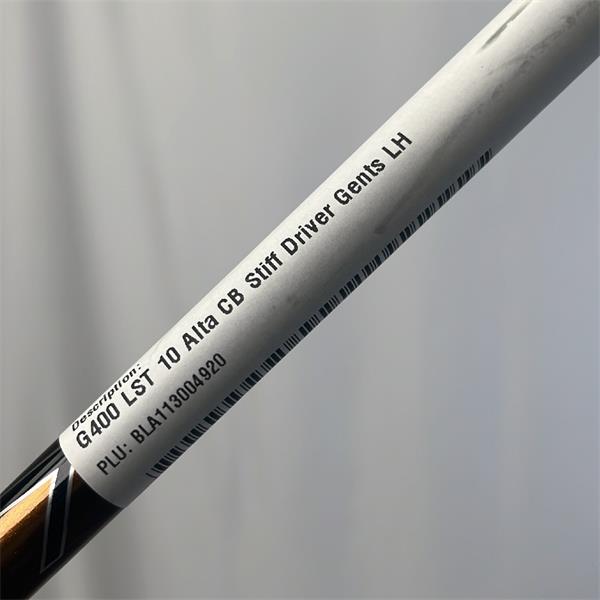 Description:
G400 LST 10 Alta CB Stiff Driver Gents LH
PLU: BLA113004920